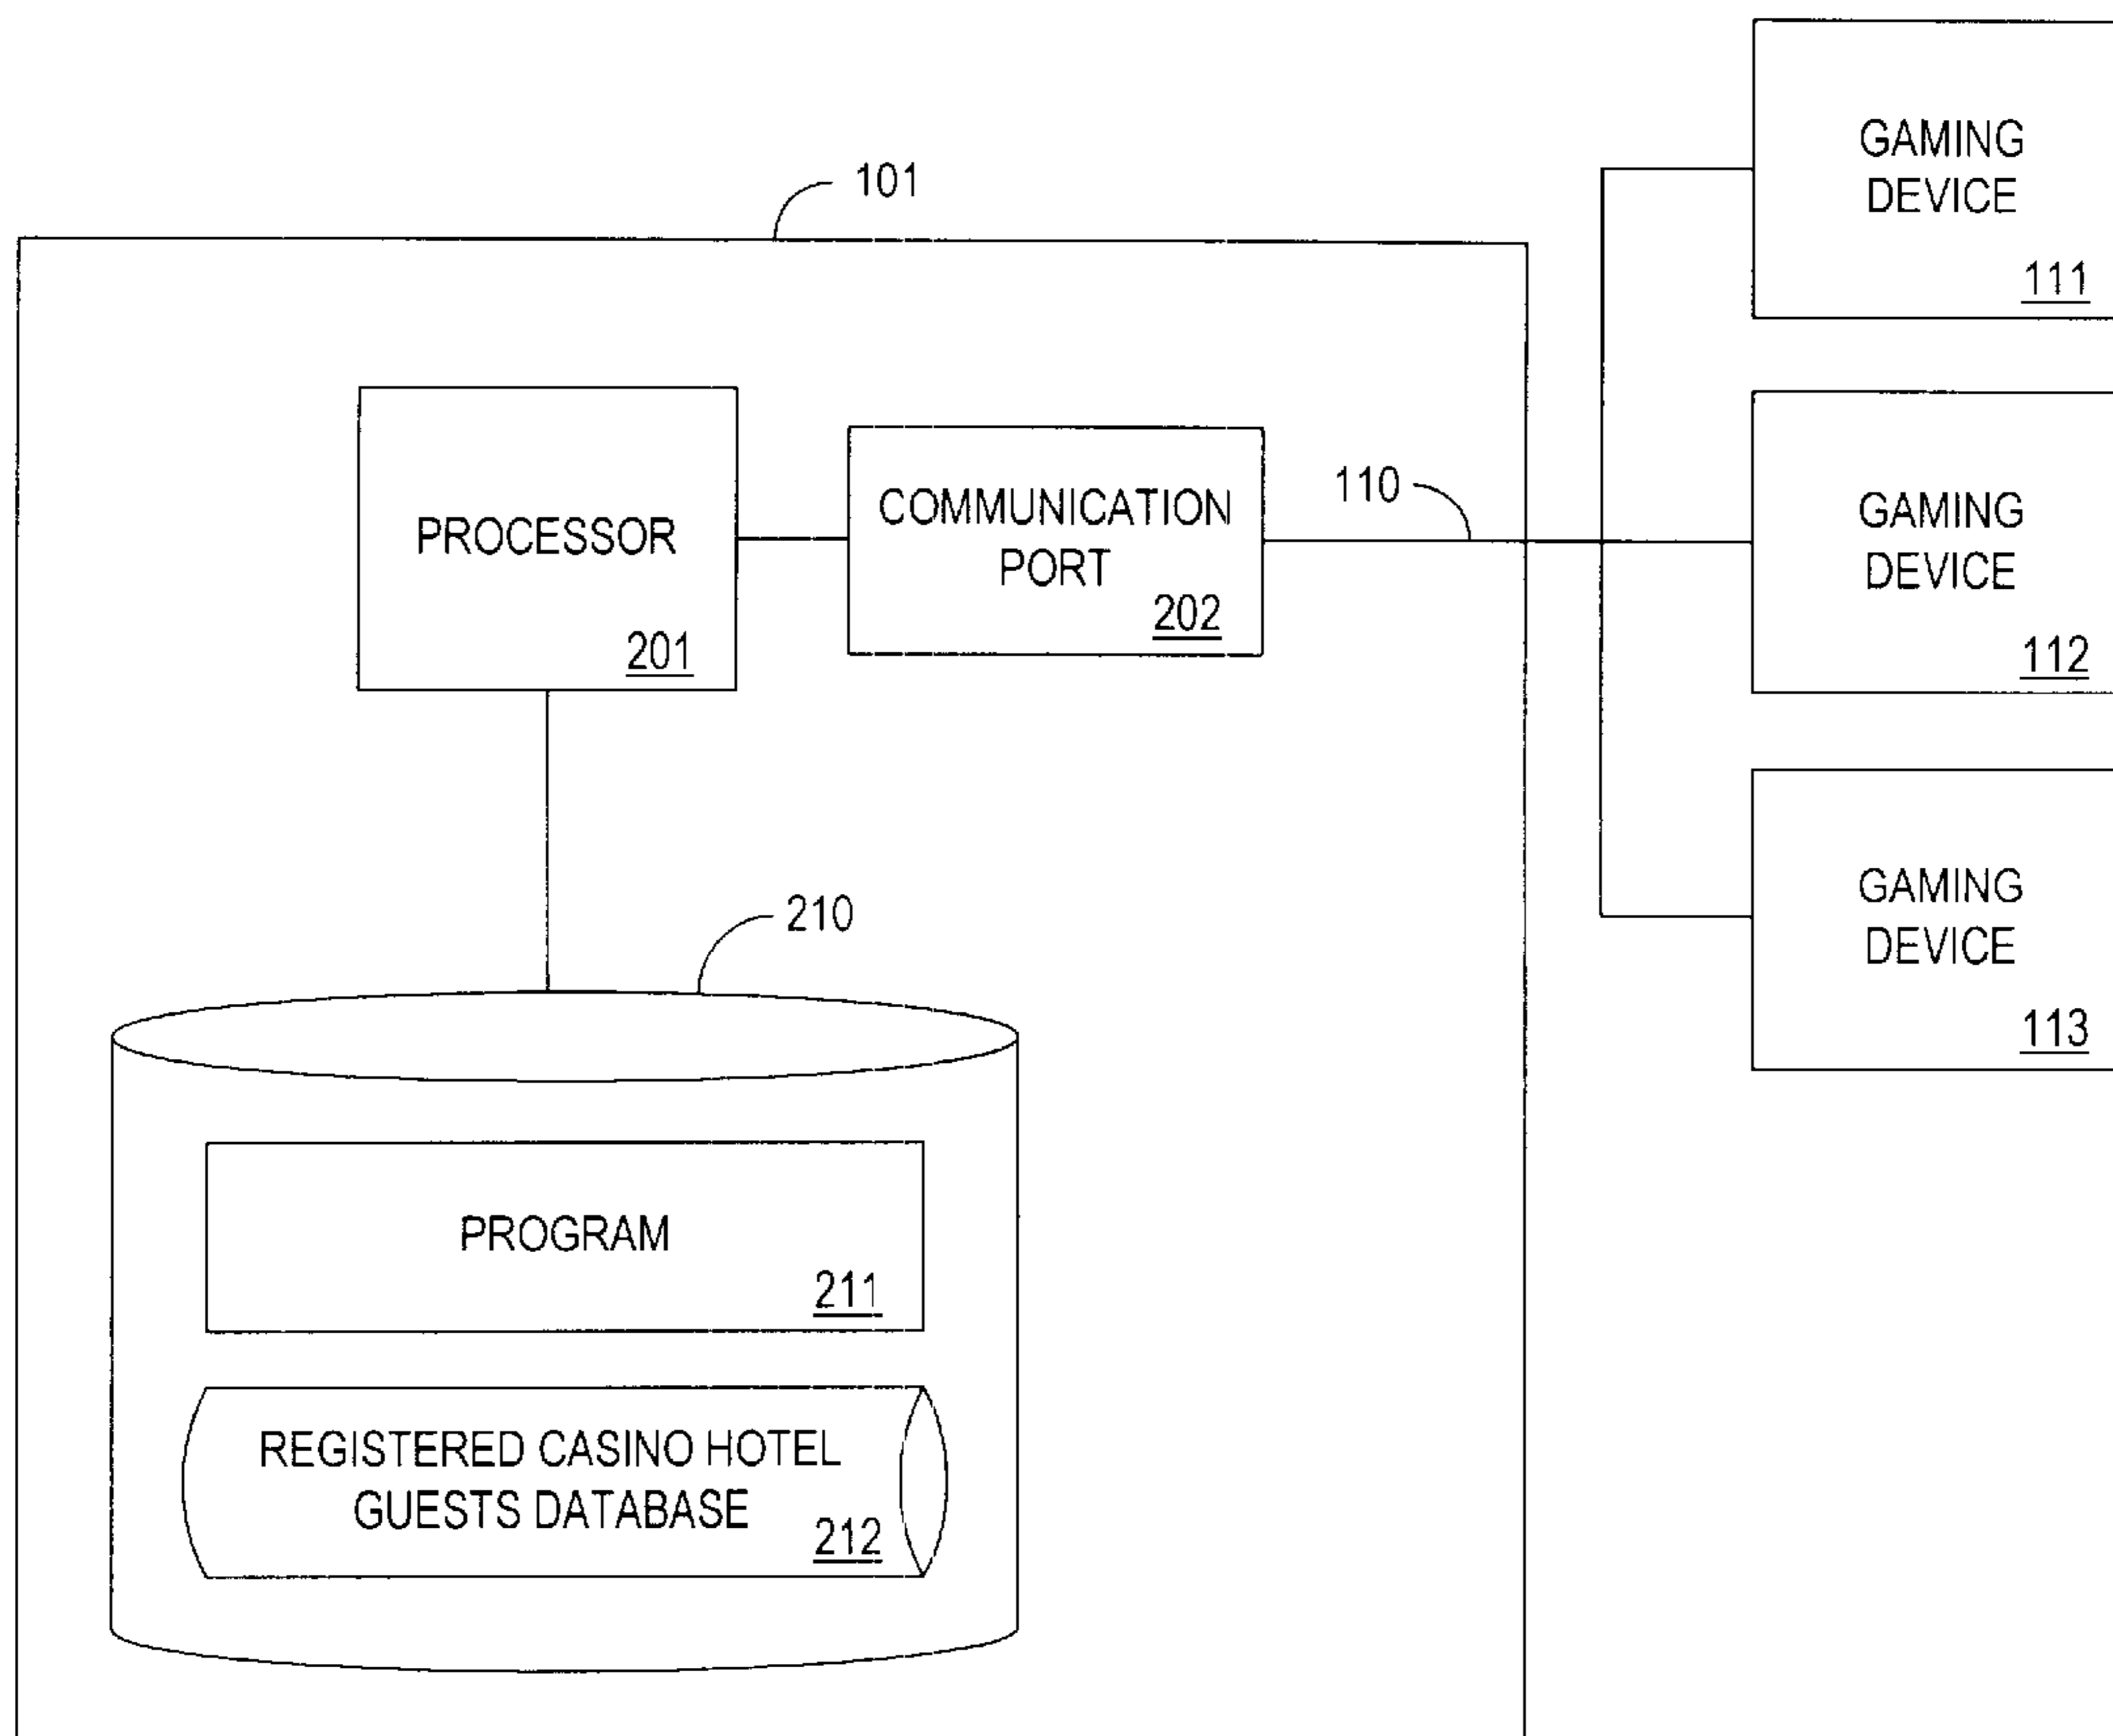 101
GAMING
DEVICE
111
PROCESSOR
201
COMMUNICATION
PORT
202
110
GAMING
DEVICE
112
GAMING
DEVICE
113
210
PROGRAM
211
REGISTERED CASINO HOTEL
GUESTS DATABASE
212